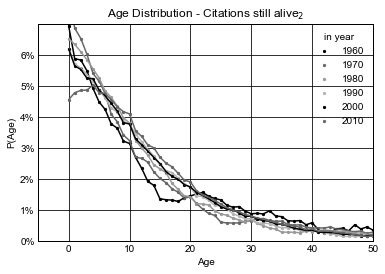 Age Distribution - Citations still alive₂
in year
1960
1970
1980
1990
2000
2010
6%
5%
4%
3%
2%
1%
0%
P(Age)
0 10 20 30 40 50
Age